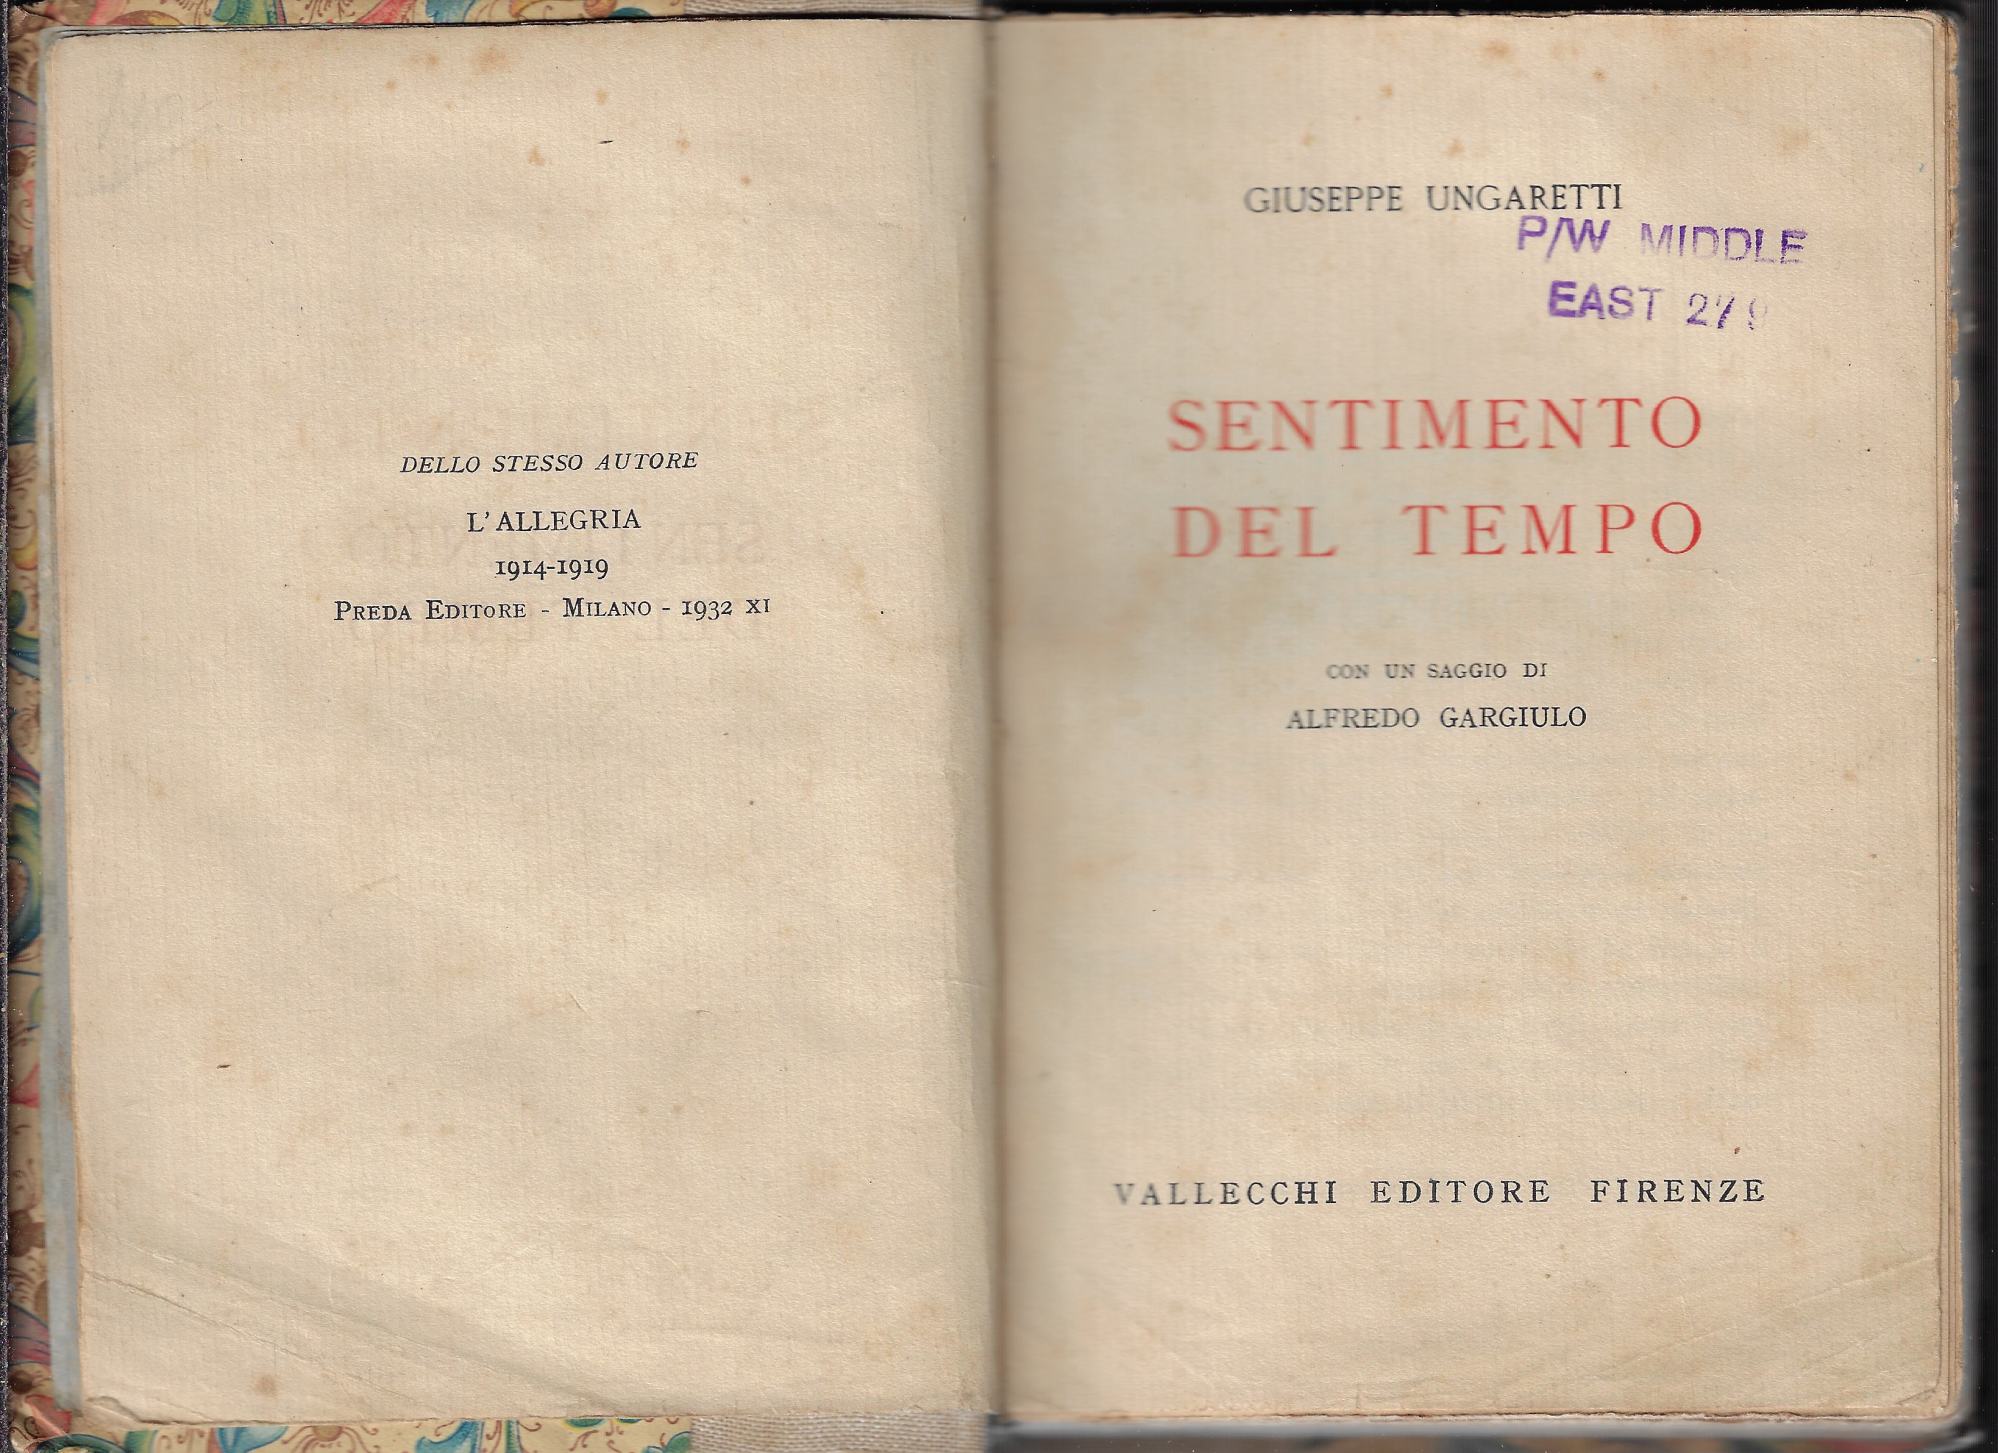 DELLO STESSO AUTORE
L'ALLEGRIA
1914-1919
PREDA EDITORE - MILANO - 1932 XI
GIUSEPPE UNGARETTI
P/W MIDDLE
EAST
SENTIMENTO
DEL TEMPO
CON UN SAGGIO DI
ALFREDO GARGIULO
VALLECCHI EDITORE FIRENZE